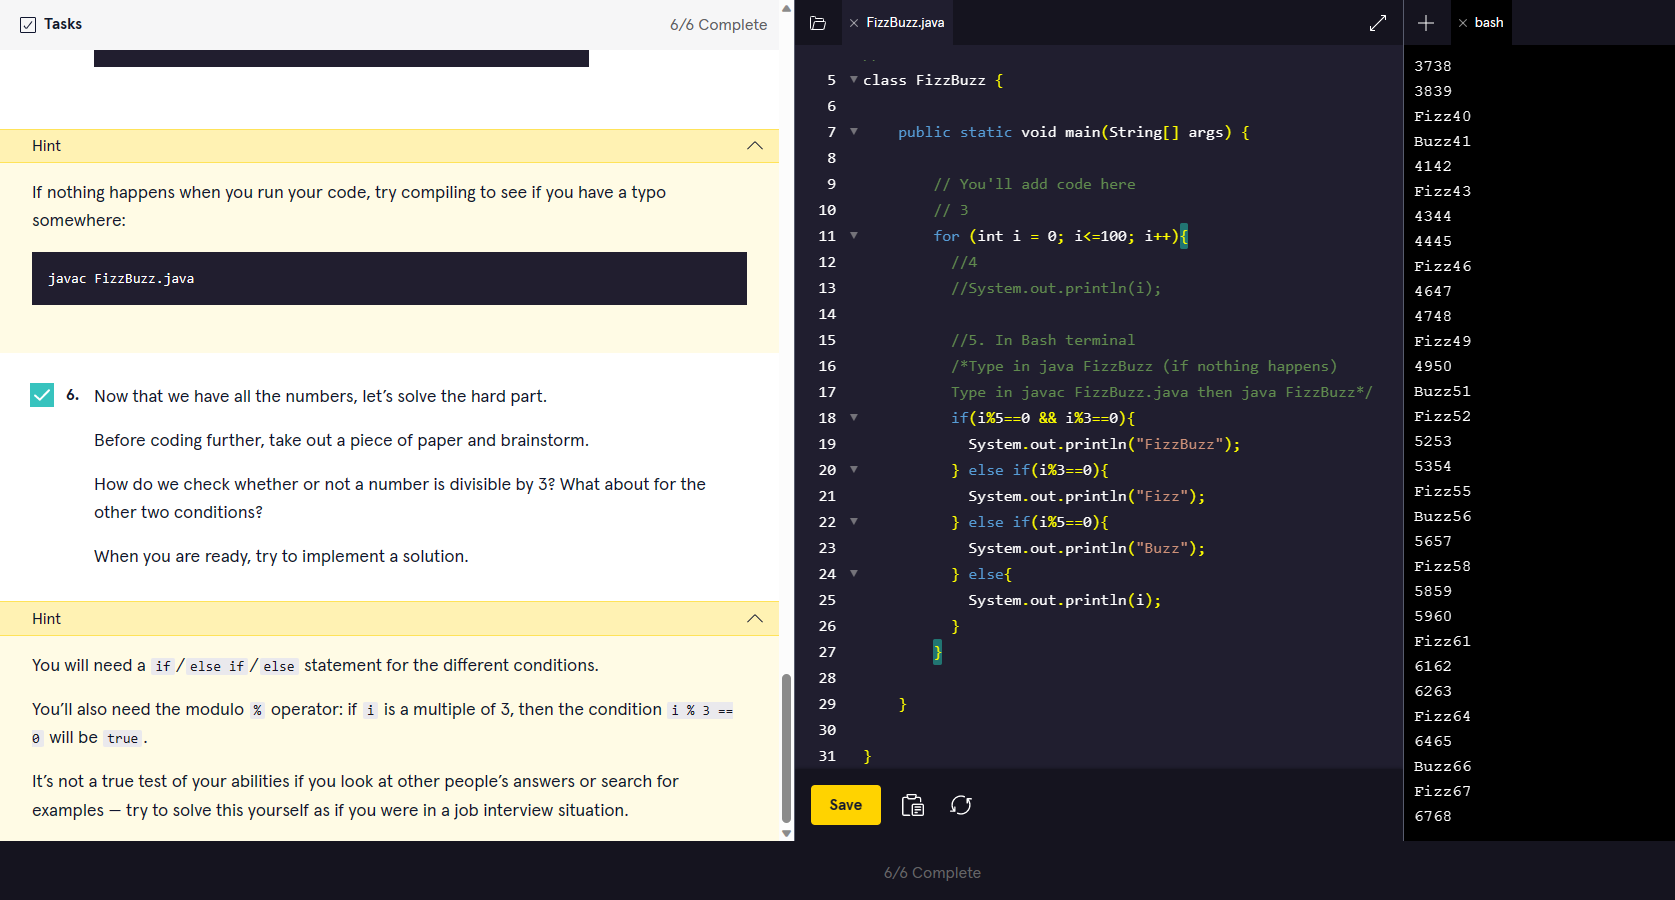 Tasks
6/6 Complete
Hint
If nothing happens when you run your code, try compiling to see if you have a typo
somewhere:
javac FizzBuzz.java
6. Now that we have all the numbers, let’s solve the hard part.
Before coding further, take out a piece of paper and brainstorm.
How do we check whether or not a number is divisible by 3? What about for the
other two conditions?
When you are ready, try to implement a solution.
Hint
You will need a if / else if / else statement for the different conditions.
You’ll also need the modulo % operator: if i is a multiple of 3, then the condition i % 3 ==
0 will be true .
It’s not a true test of your abilities if you look at other people’s answers or search for
examples — try to solve this yourself as if you were in a job interview situation.
FizzBuzz.java
5 class FizzBuzz {
6
7 public static void main(String[] args) {
8
9 // You'll add code here
10 // 3
11 for (int i = 0; i<=100; i++){
12 //4
13 //System.out.println(i);
14
15 //5. In Bash terminal
16 /*Type in java FizzBuzz (if nothing happens)
17 Type in javac FizzBuzz.java then java FizzBuzz*/
18 if(i%5==0 && i%3==0){
19 System.out.println("FizzBuzz");
20 } else if(i%3==0){
21 System.out.println("Fizz");
22 } else if(i%5==0){
23 System.out.println("Buzz");
24 } else{
25 System.out.println(i);
26 }
27 }
28
29 }
30
31 }
Save
bash
3738
3839
Fizz40
Buzz41
4142
Fizz43
4344
4445
Fizz46
4647
4748
Fizz49
4950
Buzz51
Fizz52
5253
5354
Fizz55
Buzz56
5657
Fizz58
5859
5960
Fizz61
6162
6263
Fizz64
6465
Buzz66
Fizz67
6768
6/6 Complete